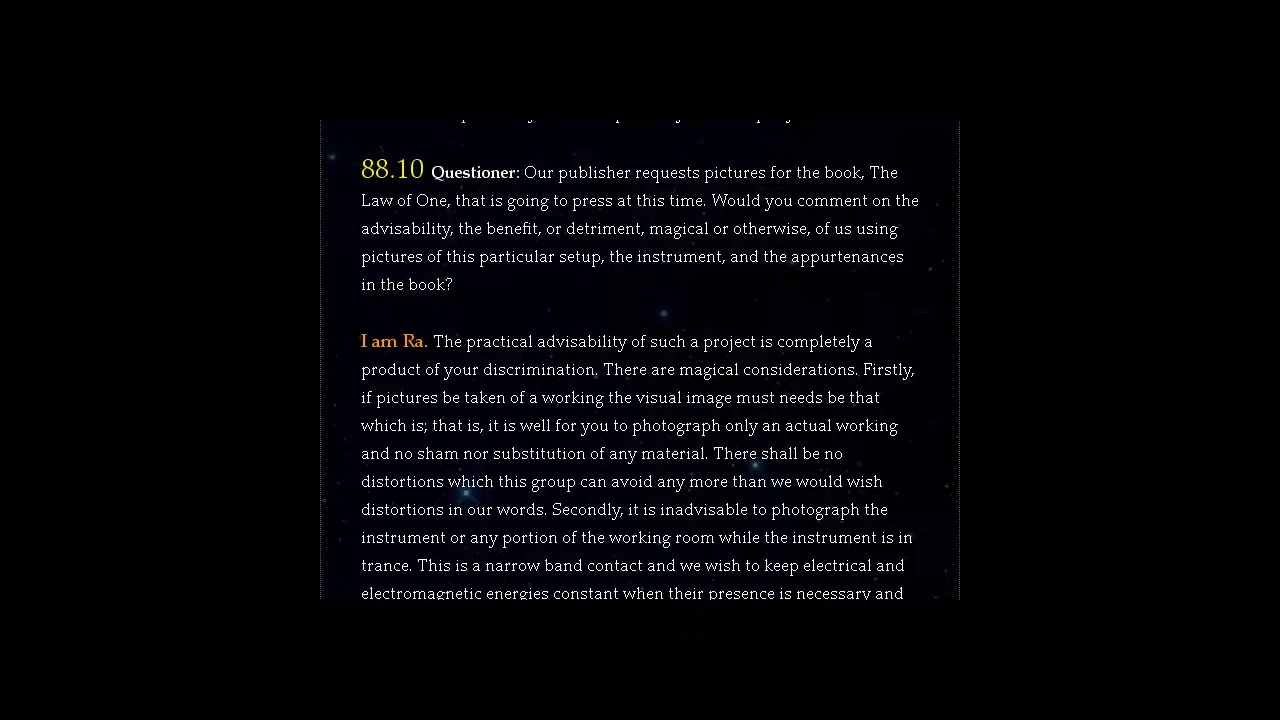 88.10 Questioner: Our publisher requests pictures for the book, The
Law of One, that is going to press at this time. Would you comment on the
advisability, the benefit, or detriment, magical or otherwise, of us using
pictures of this particular setup, the instrument, and the appurtenances
in the book?
I am Ra. The practical advisability of such a project is completely a
product of your discrimination. There are magical considerations. Firstly,
if pictures be taken of a working the visual image must needs be that
which is; that is, it is well for you to photograph only an actual working
and no sham nor substitution of any material. There shall be no
distortions which this group can avoid any more than we would wish
distortions in our words. Secondly, it is inadvisable to photograph the
instrument or any portion of the working room while the instrument is in
trance. This is a narrow band contact and we wish to keep electrical and
electromagnetic energies constant when their presence is necessary and